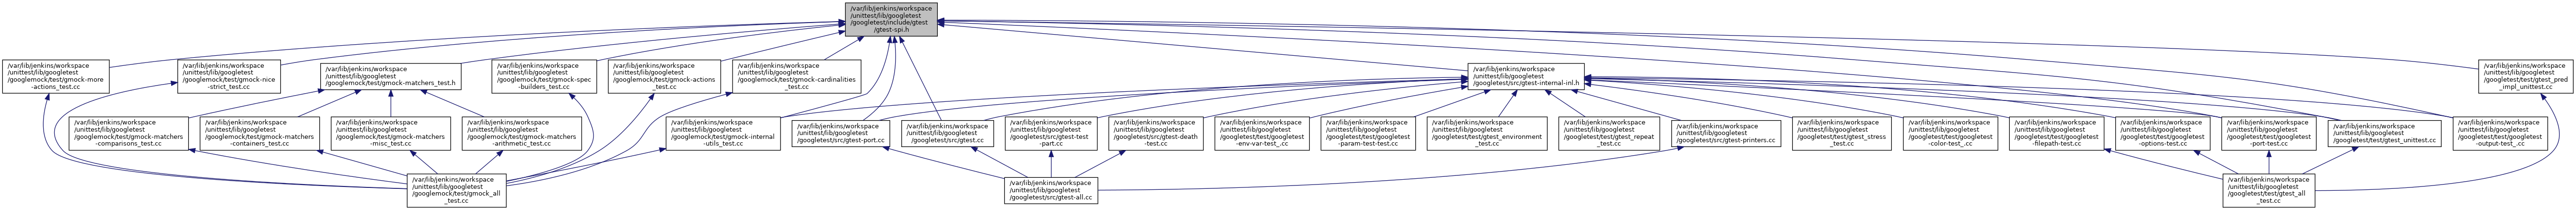 /var/lib/jenkins/workspace
/unittest/lib/googletest
/googletest/include/gtest
/gtest-spi.h
/var/lib/jenkins/workspace
/unittest/lib/googletest
/googlemock/test/gmock-more
-actions_test.cc
/var/lib/jenkins/workspace
/unittest/lib/googletest
/googlemock/test/gmock-nice
-strict_test.cc
/var/lib/jenkins/workspace
/unittest/lib/googletest
/googlemock/test/gmock-matchers_test.h
/var/lib/jenkins/workspace
/unittest/lib/googletest
/googlemock/test/gmock-spec
-builders_test.cc
/var/lib/jenkins/workspace
/unittest/lib/googletest
/googlemock/test/gmock-actions
_test.cc
/var/lib/jenkins/workspace
/unittest/lib/googletest
/googlemock/test/gmock-cardinalities
_test.cc
/var/lib/jenkins/workspace
/unittest/lib/googletest
/googletest/src/gtest-internal-inl.h
/var/lib/jenkins/workspace
/unittest/lib/googletest
/googletest/test/gtest_pred
_impl_unittest.cc
/var/lib/jenkins/workspace
/unittest/lib/googletest
/googlemock/test/gmock-matchers
-comparisons_test.cc
/var/lib/jenkins/workspace
/unittest/lib/googletest
/googlemock/test/gmock-matchers
-containers_test.cc
/var/lib/jenkins/workspace
/unittest/lib/googletest
/googlemock/test/gmock-matchers
-misc_test.cc
/var/lib/jenkins/workspace
/unittest/lib/googletest
/googlemock/test/gmock-matchers
-arithmetic_test.cc
/var/lib/jenkins/workspace
/unittest/lib/googletest
/googlemock/test/gmock-internal
-utils_test.cc
/var/lib/jenkins/workspace
/unittest/lib/googletest
/googletest/src/gtest-port.cc
/var/lib/jenkins/workspace
/unittest/lib/googletest
/googletest/src/gtest.cc
/var/lib/jenkins/workspace
/unittest/lib/googletest
/googletest/src/gtest-test
-part.cc
/var/lib/jenkins/workspace
/unittest/lib/googletest
/googletest/src/gtest-death
-test.cc
/var/lib/jenkins/workspace
/unittest/lib/googletest
/googletest/test/googletest
-env-var-test_.cc
/var/lib/jenkins/workspace
/unittest/lib/googletest
/googletest/test/googletest
-param-test-test.cc
/var/lib/jenkins/workspace
/unittest/lib/googletest
/googletest/test/gtest_environment
_test.cc
/var/lib/jenkins/workspace
/unittest/lib/googletest
/googletest/test/gtest_repeat
_test.cc
/var/lib/jenkins/workspace
/unittest/lib/googletest
/googletest/src/gtest-printers.cc
/var/lib/jenkins/workspace
/unittest/lib/googletest
/googletest/test/gtest_stress
_test.cc
/var/lib/jenkins/workspace
/unittest/lib/googletest
/googletest/test/googletest
-color-test_.cc
/var/lib/jenkins/workspace
/unittest/lib/googletest
/googletest/test/googletest
-filepath-test.cc
/var/lib/jenkins/workspace
/unittest/lib/googletest
/googletest/test/googletest
-options-test.cc
/var/lib/jenkins/workspace
/unittest/lib/googletest
/googletest/test/googletest
-port-test.cc
/var/lib/jenkins/workspace
/unittest/lib/googletest
/googletest/test/gtest_unittest.cc
/var/lib/jenkins/workspace
/unittest/lib/googletest
/googletest/test/googletest
-output-test_.cc
/var/lib/jenkins/workspace
/unittest/lib/googletest
/googlemock/test/gmock_all
_test.cc
/var/lib/jenkins/workspace
/unittest/lib/googletest
/googletest/src/gtest-all.cc
/var/lib/jenkins/workspace
/unittest/lib/googletest
/googletest/test/gtest_all
_test.cc